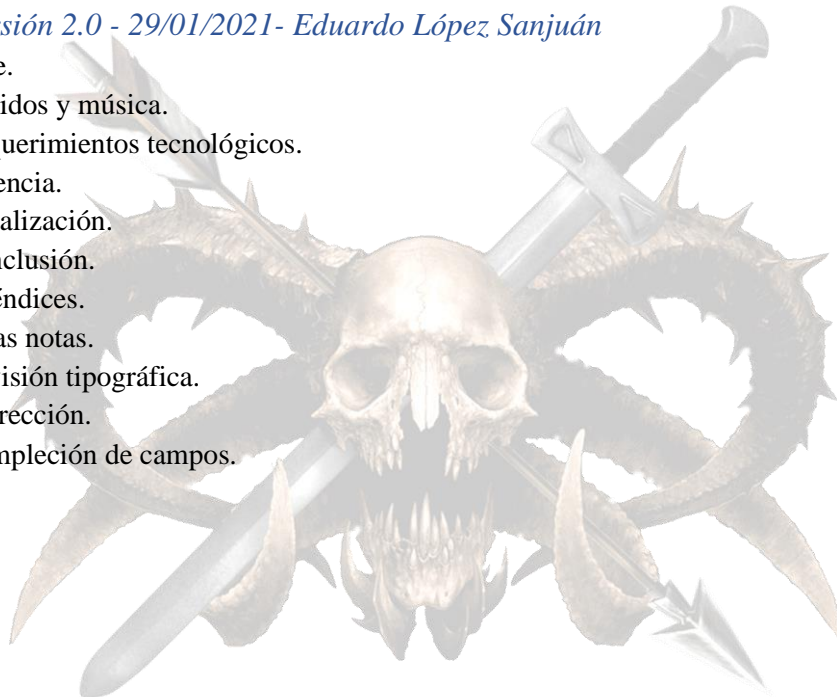 sión 2.0 - 29/01/2021- Eduardo López Sanjuán
e.
idos y música.
uerimientos tecnológicos.
encia.
alización.
nclusión.
éndices.
as notas.
isión tipográfica.
rección.
mpleción de campos.